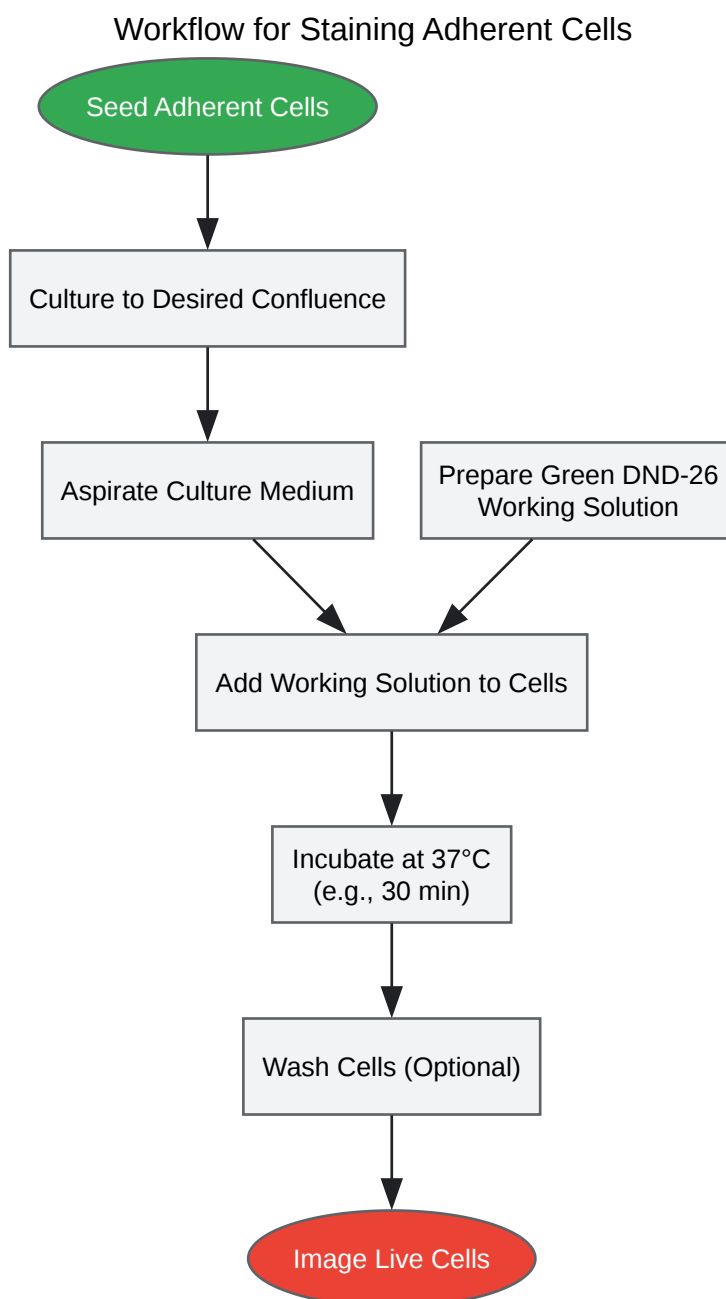 Workflow for Staining Adherent Cells
Seed Adherent Cells
Culture to Desired Confluence
Aspirate Culture Medium
Prepare Green DND-26
Working Solution
Add Working Solution to Cells
Incubate at 37°C
(e.g., 30 min)
Wash Cells (Optional)
Image Live Cells